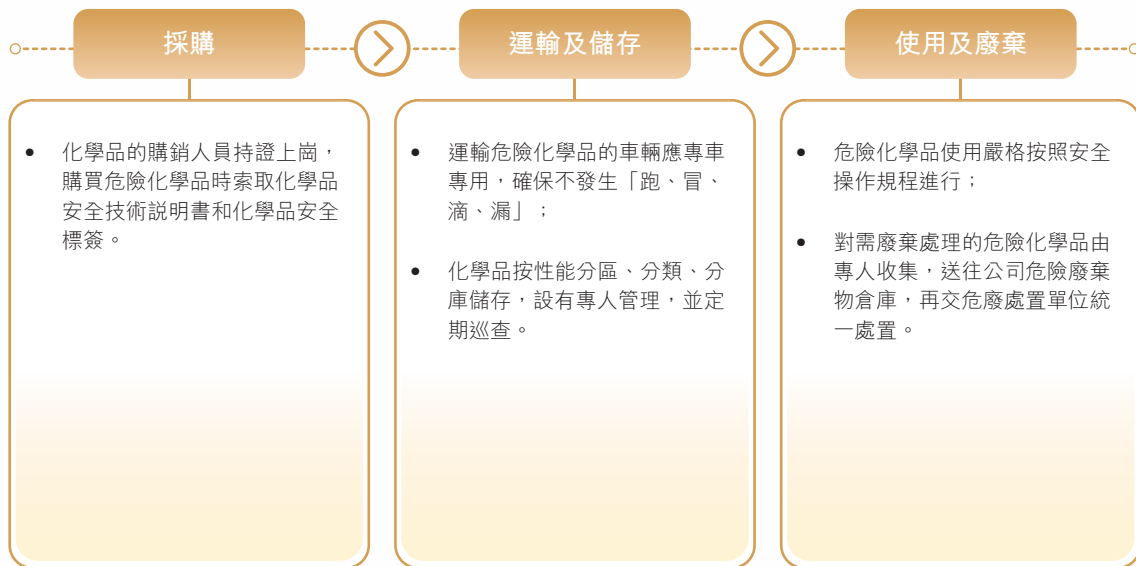 採購
化學品的購銷人員持證上崗，
購買危險化學品時索取化學品
安全技術説明書和化學品安全
標簽。
運輸及儲存
運輸危險化學品的車輛應專車
專用，確保不發生「跑、冒、
滴、漏」；
化學品按性能分區、分類、分
庫儲存，設有專人管理，並定
期巡查。
使用及廢棄
危險化學品使用嚴格按照安全
操作規程進行；
對需廢棄處理的危險化學品由
專人收集，送往公司危險廢棄
物倉庫，再交危廢處置單位統
一處置。